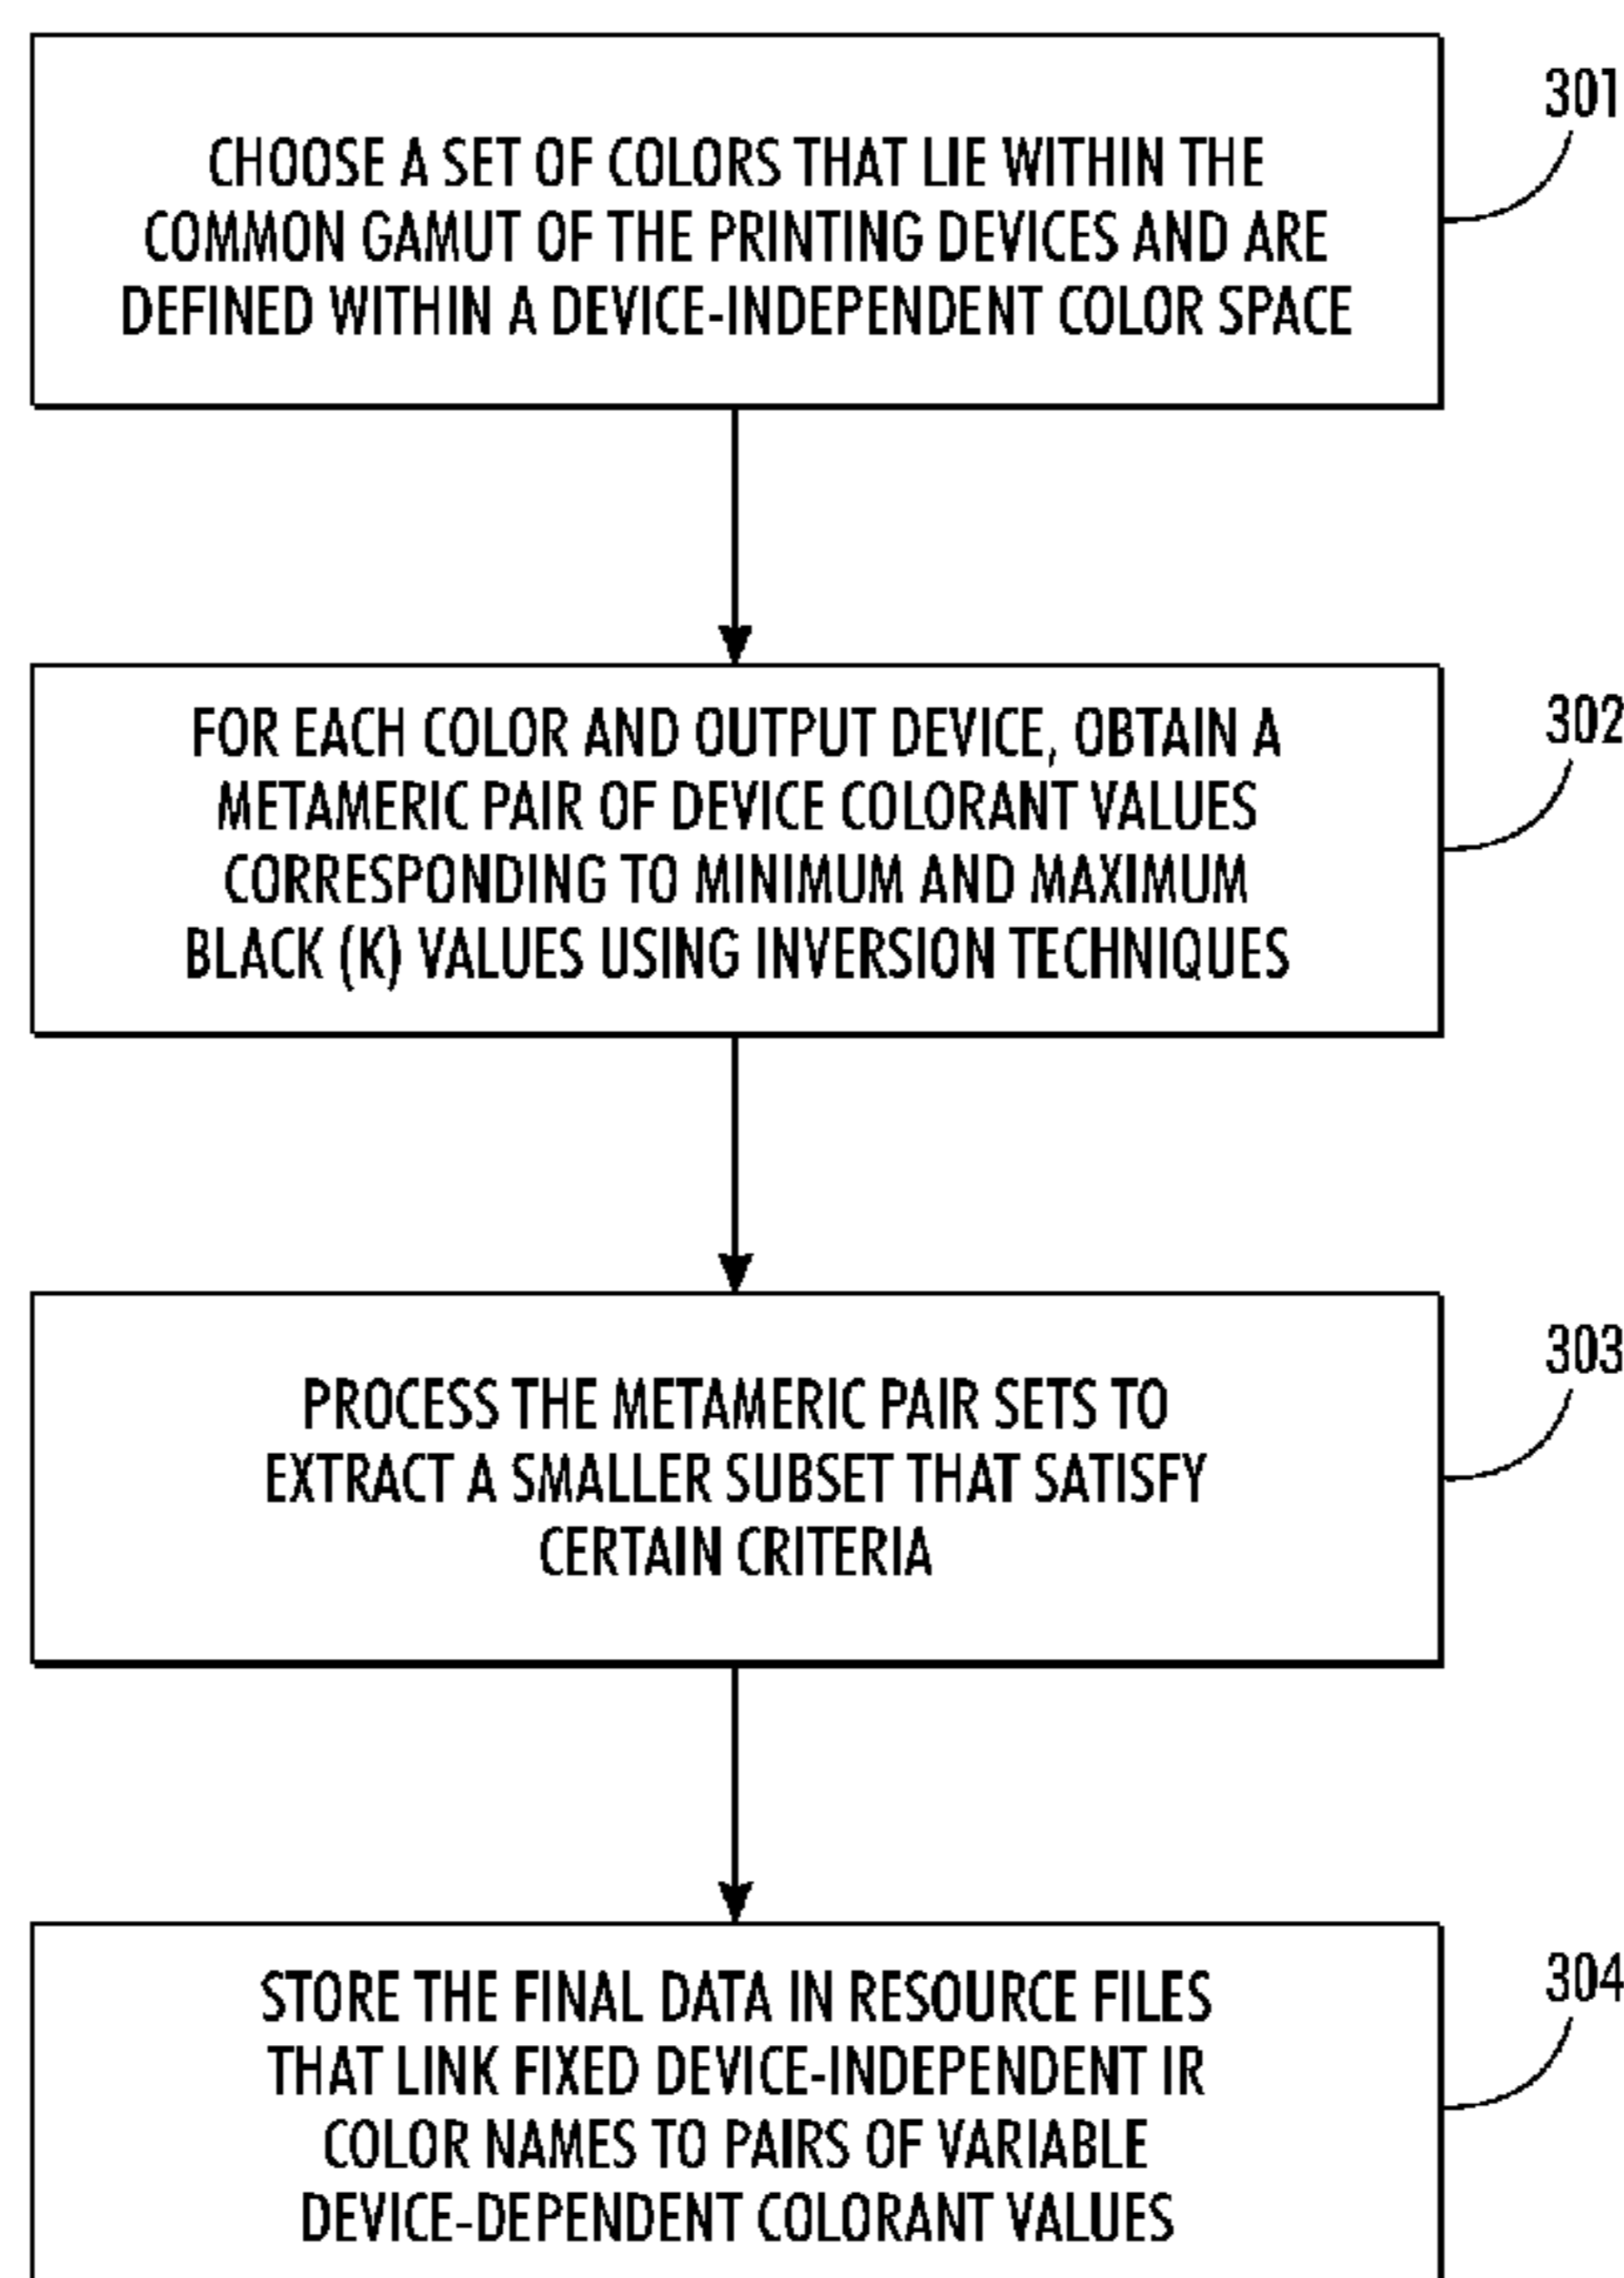 301
CHOOSE A SET OF COLORS THAT LIE WITHIN THE
COMMON GAMUT OF THE PRINTING DEVICES AND ARE
DEFINED WITHIN A DEVICE-INDEPENDENT COLOR SPACE
302
FOR EACH COLOR AND OUTPUT DEVICE, OBTAIN A
METAMERIC PAIR OF DEVICE COLORANT VALUES
CORRESPONDING TO MINIMUM AND MAXIMUM
BLACK (K) VALUES USING INVERSION TECHNIQUES
303
PROCESS THE METAMERIC PAIR SETS TO
EXTRACT A SMALLER SUBSET THAT SATISFY
CERTAIN CRITERIA
304
STORE THE FINAL DATA IN RESOURCE FILES
THAT LINK FIXED DEVICE-INDEPENDENT IR
COLOR NAMES TO PAIRS OF VARIABLE
DEVICE-DEPENDENT COLORANT VALUES